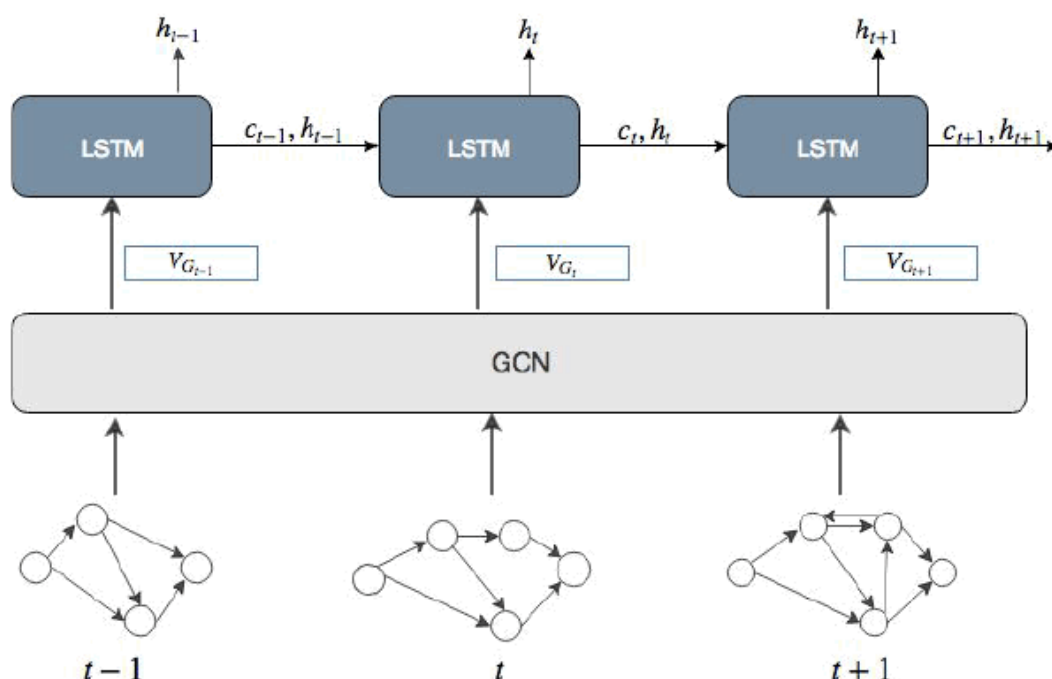 h_{t-1} h_t h_{t+1}
LSTM c_{t-1}, h_{t-1} LSTM c_t, h_t LSTM c_{t+1}, h_{t+1}
V_{G_{t-1}} V_{G_t} V_{G_{t+1}}
GCN
t − 1 t t + 1